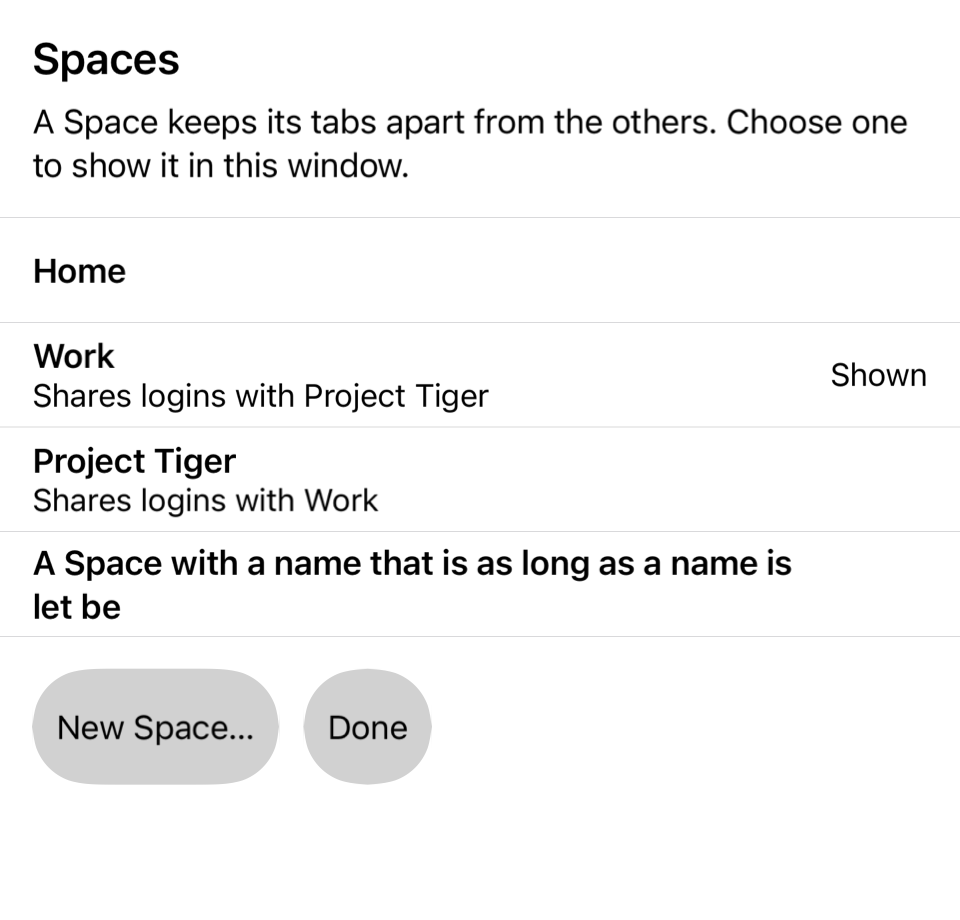 Spaces
A Space keeps its tabs apart from the others. Choose one
to show it in this window.
Home
Work
Shares logins with Project Tiger
Shown
Project Tiger
Shares logins with Work
A Space with a name that is as long as a name is
let be
New Space...
Done